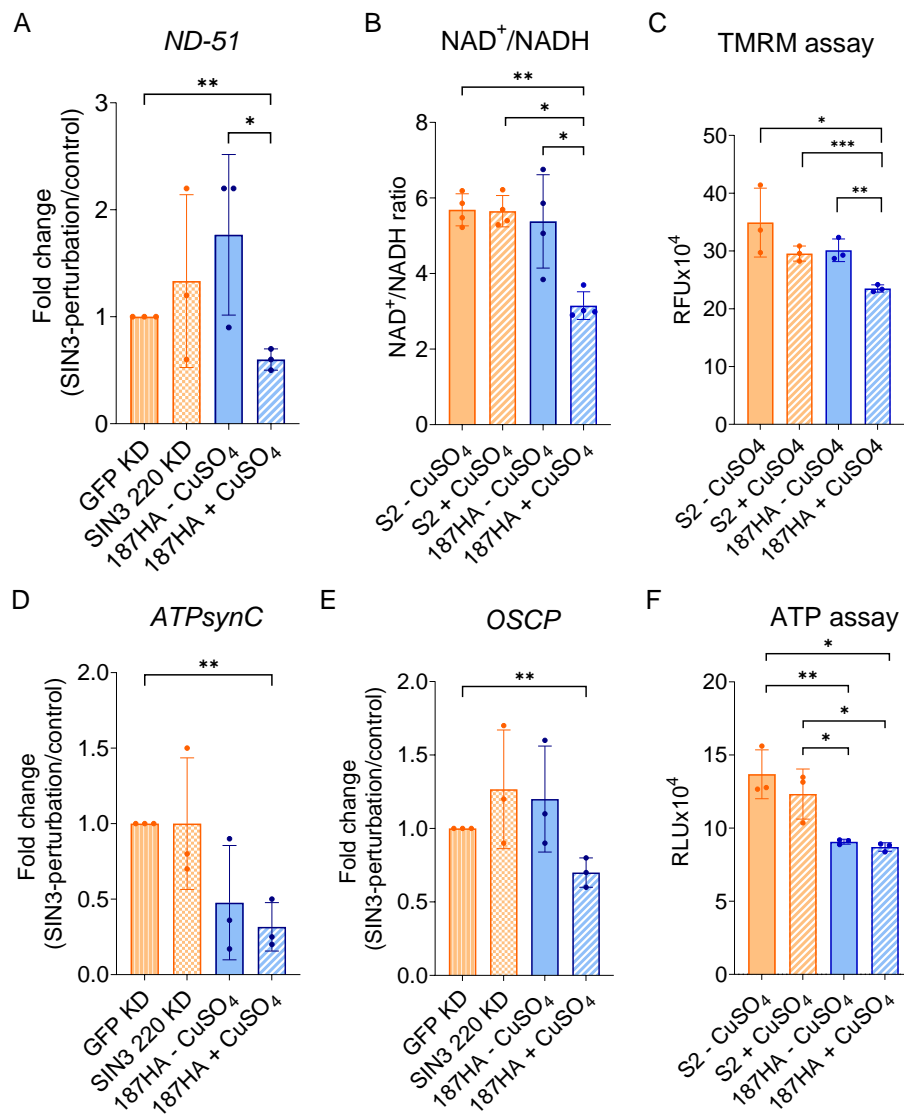 A
ND-51
**
*
3
2
1
0
Fold change
(SIN3-perturbation/control)
GFP KD
SIN3 220 KD
187HA - CuSO₄
187HA + CuSO₄
B
NAD⁺/NADH
**
*
*
8
6
4
2
0
NAD⁺/NADH ratio
S2 - CuSO₄
S2 + CuSO₄
187HA - CuSO₄
187HA + CuSO₄
C
TMRM assay
*
***
**
50
40
30
20
10
0
RFUx10⁴
S2 - CuSO4
S2 + CuSO4
187HA - CuSO4
187HA + CuSO4
D
ATPsynC
**
2.0
1.5
1.0
0.5
0.0
Fold change
(SIN3-perturbation/control)
GFP KD
SIN3 220 KD
187HA - CuSO₄
187HA + CuSO₄
E
OSCP
**
2.0
1.5
1.0
0.5
0.0
Fold change
(SIN3-perturbation/control)
GFP KD
SIN3 220 KD
187HA - CuSO₄
187HA + CuSO₄
F
ATP assay
*
**
*
*
20
15
10
5
0
RLUx10⁴
S2 - CuSO₄
S2 + CuSO₄
187HA - CuSO₄
187HA + CuSO₄